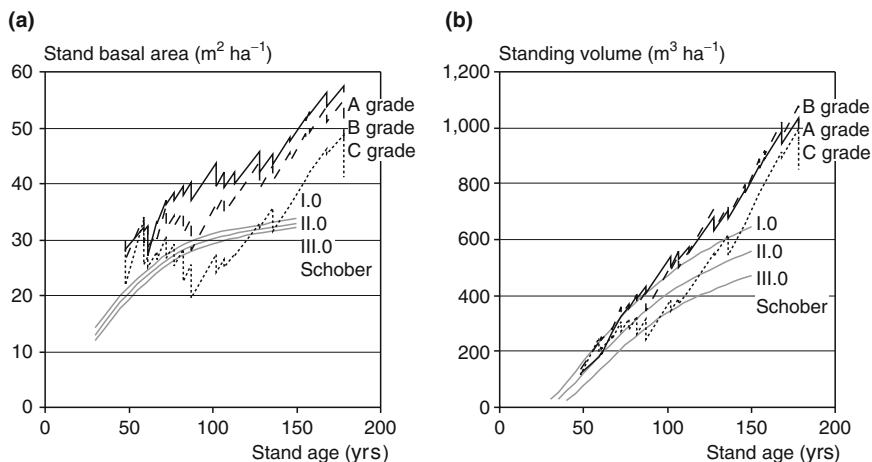 (a)
Stand basal area (m² ha⁻¹)
60
50
40
30
20
10
0
A grade
B grade
C grade
I.0
II.0
III.0
Schober
0 50 100 150 200
Stand age (yrs)
(b)
Standing volume (m³ ha⁻¹)
1,200
1,000
800
600
400
200
0
B grade
A grade
C grade
I.0
II.0
III.0
Schober
0 50 100 150 200
Stand age (yrs)